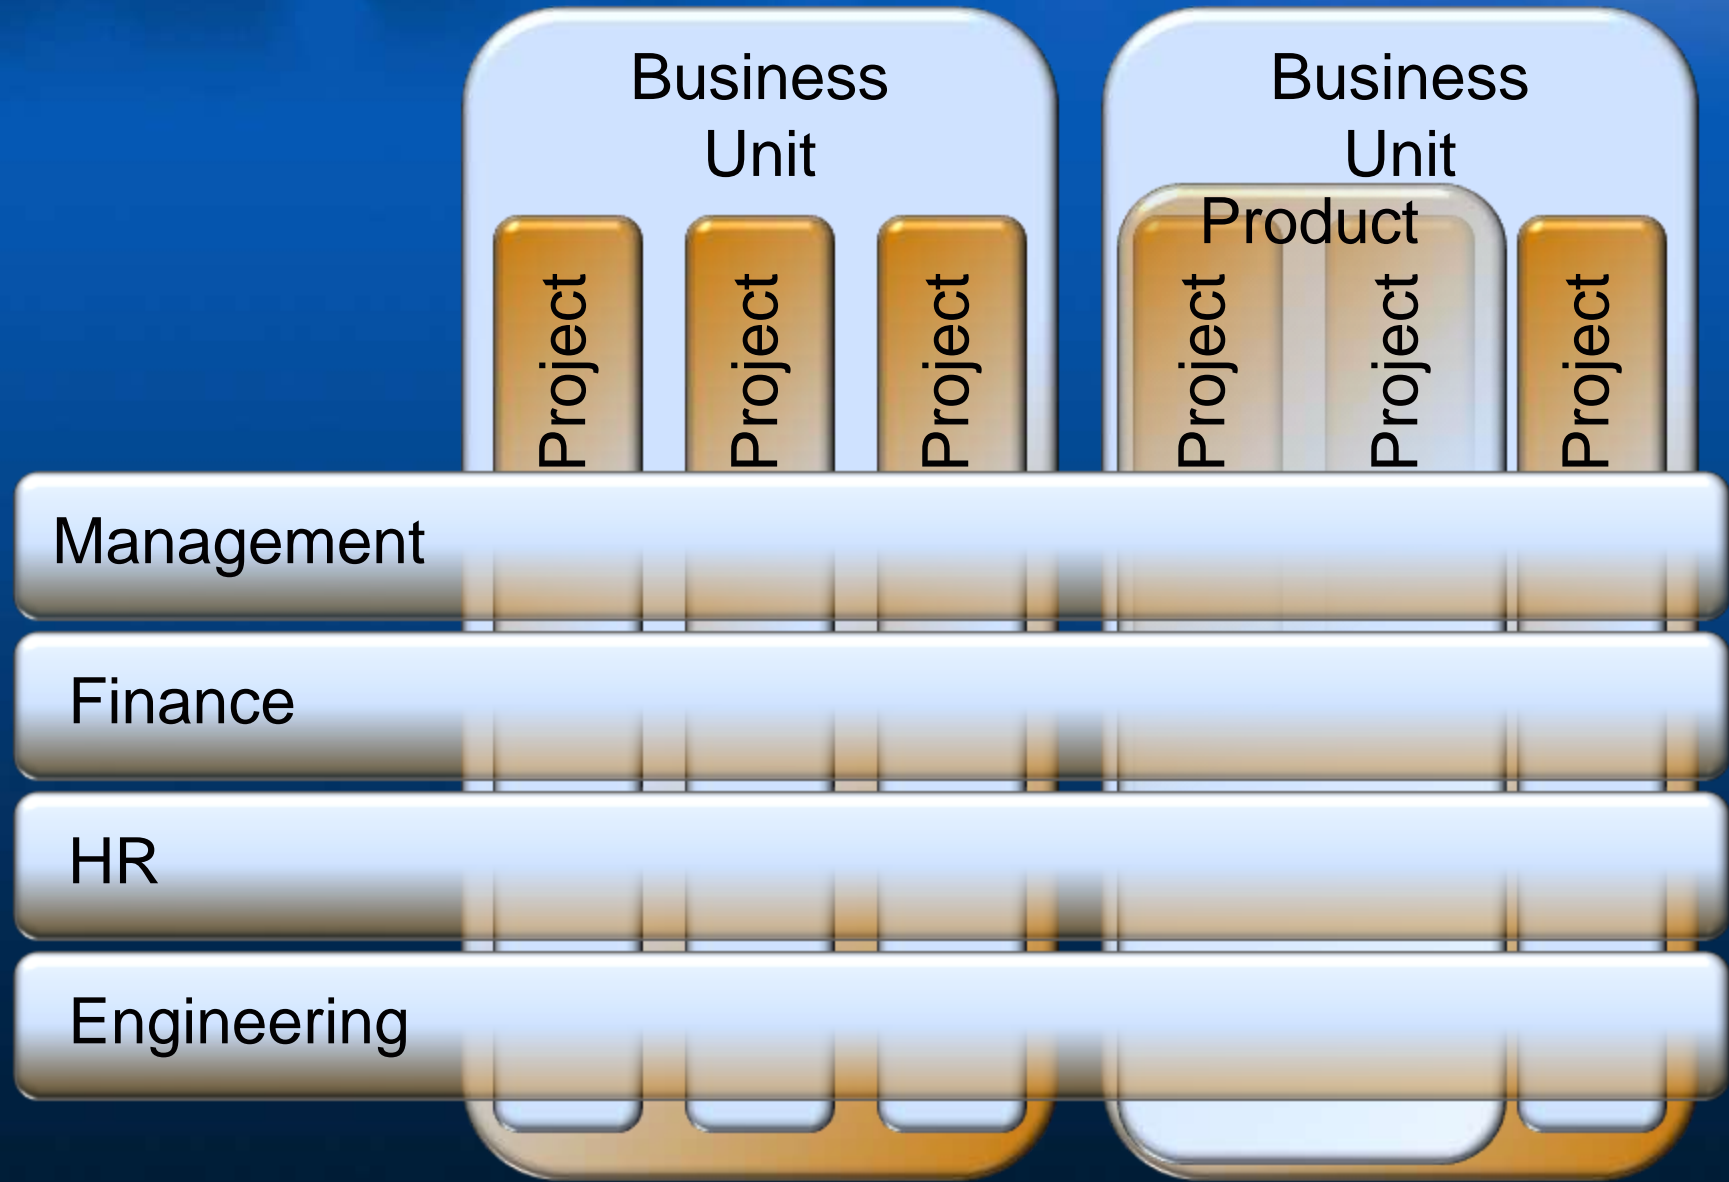 Business
Unit
Business
Unit
Product
Project
Project
Project
Project
Project
Project
Management
Finance
HR
Engineering